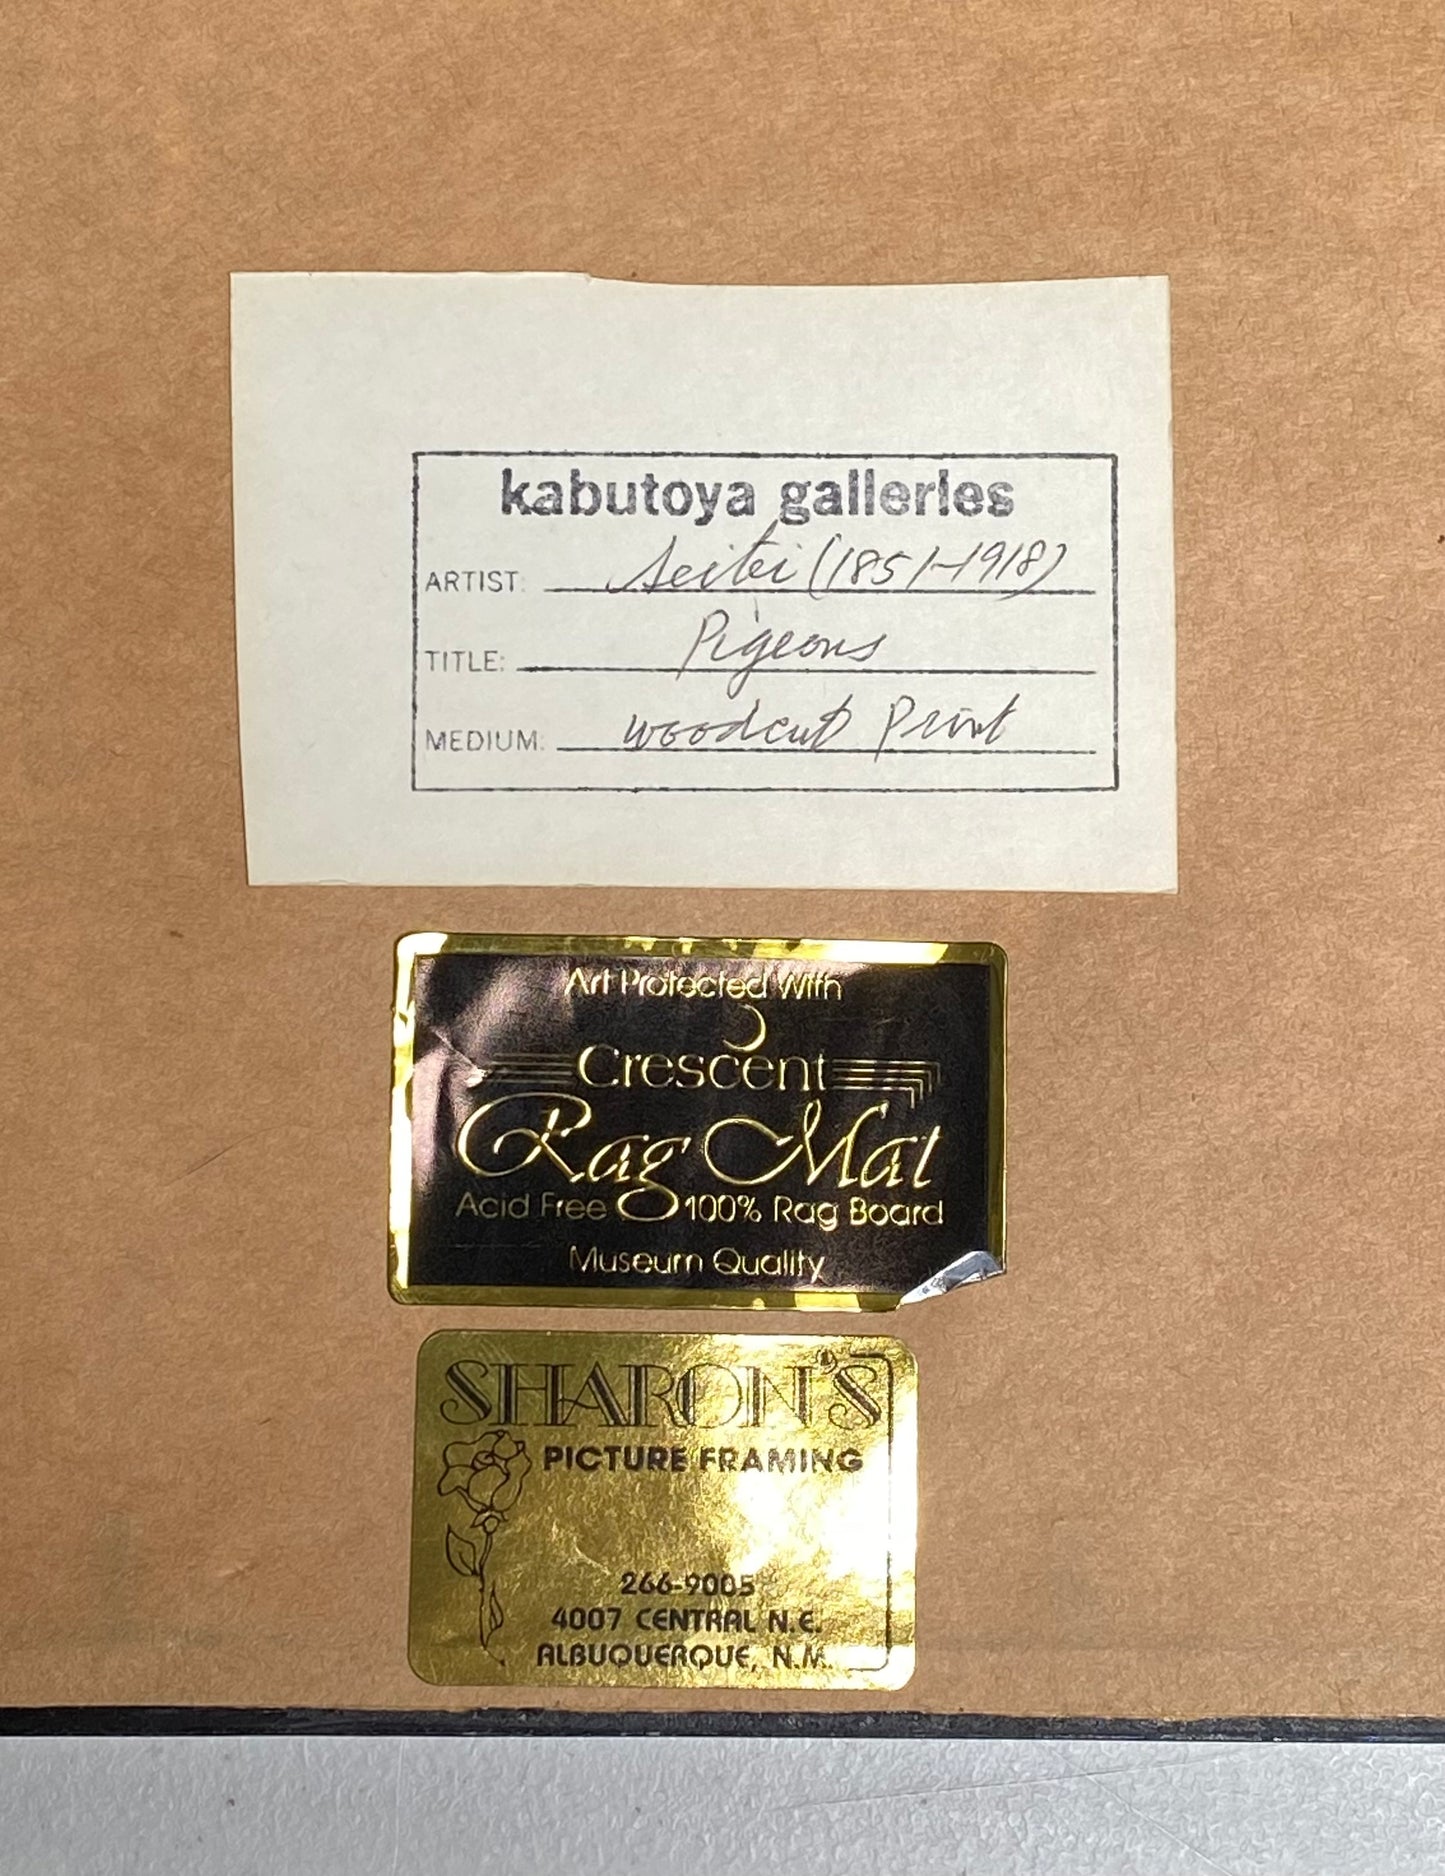 kabutoya galleries
ARTIST: Seitei (1851-1918)
TITLE: Pigeons
MEDIUM: woodcut Print
Art Protected With
Crescent
Rag Mat
Acid Free 100% Rag Board
Museum Quality
SHARON'S
PICTURE FRAMING
266-9005
4007 CENTRAL N.E.
ALBUQUERQUE, N.M.